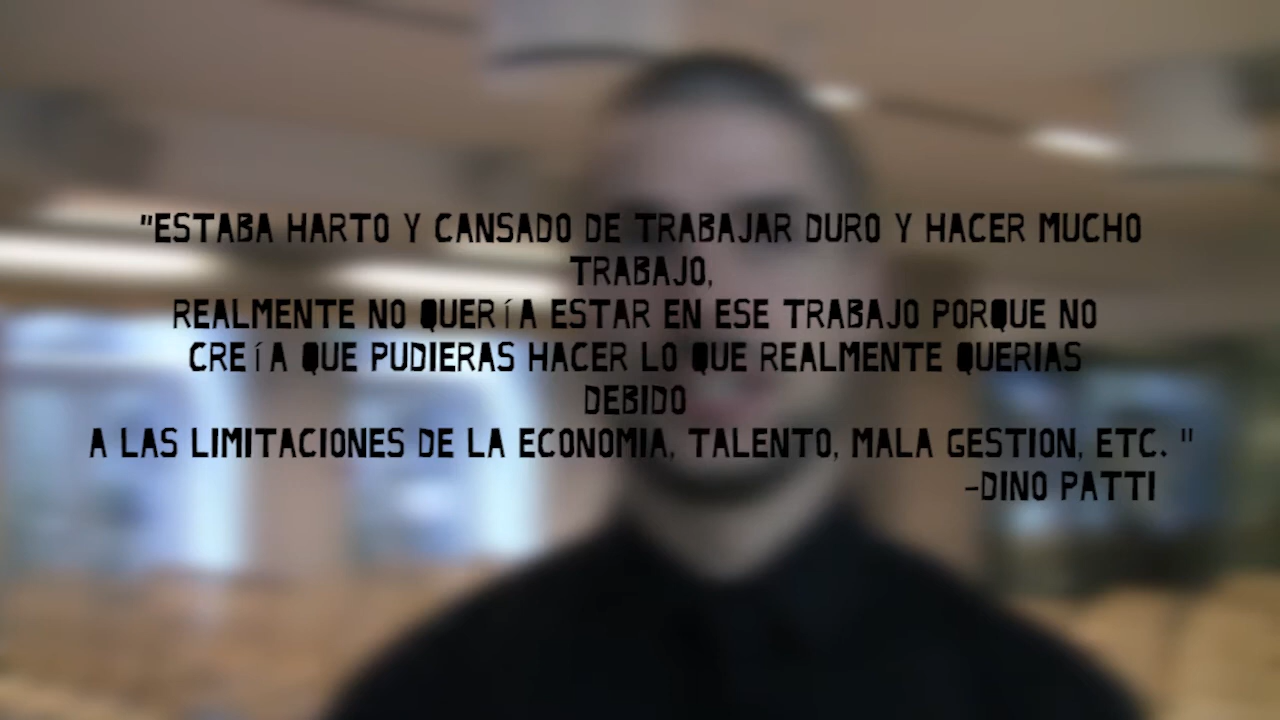 "ESTABA HARTO Y CANSADO DE TRABAJAR DURO Y HACER MUCHO
TRABAJO,
REALMENTE NO QUERÍA ESTAR EN ESE TRABAJO PORQUE NO
CREÍA QUE PUDIERAS HACER LO QUE REALMENTE QUERIAS
DEBIDO
A LAS LIMITACIONES DE LA ECONOMIA, TALENTO, MALA GESTION, ETC. "
-DINO PATTI